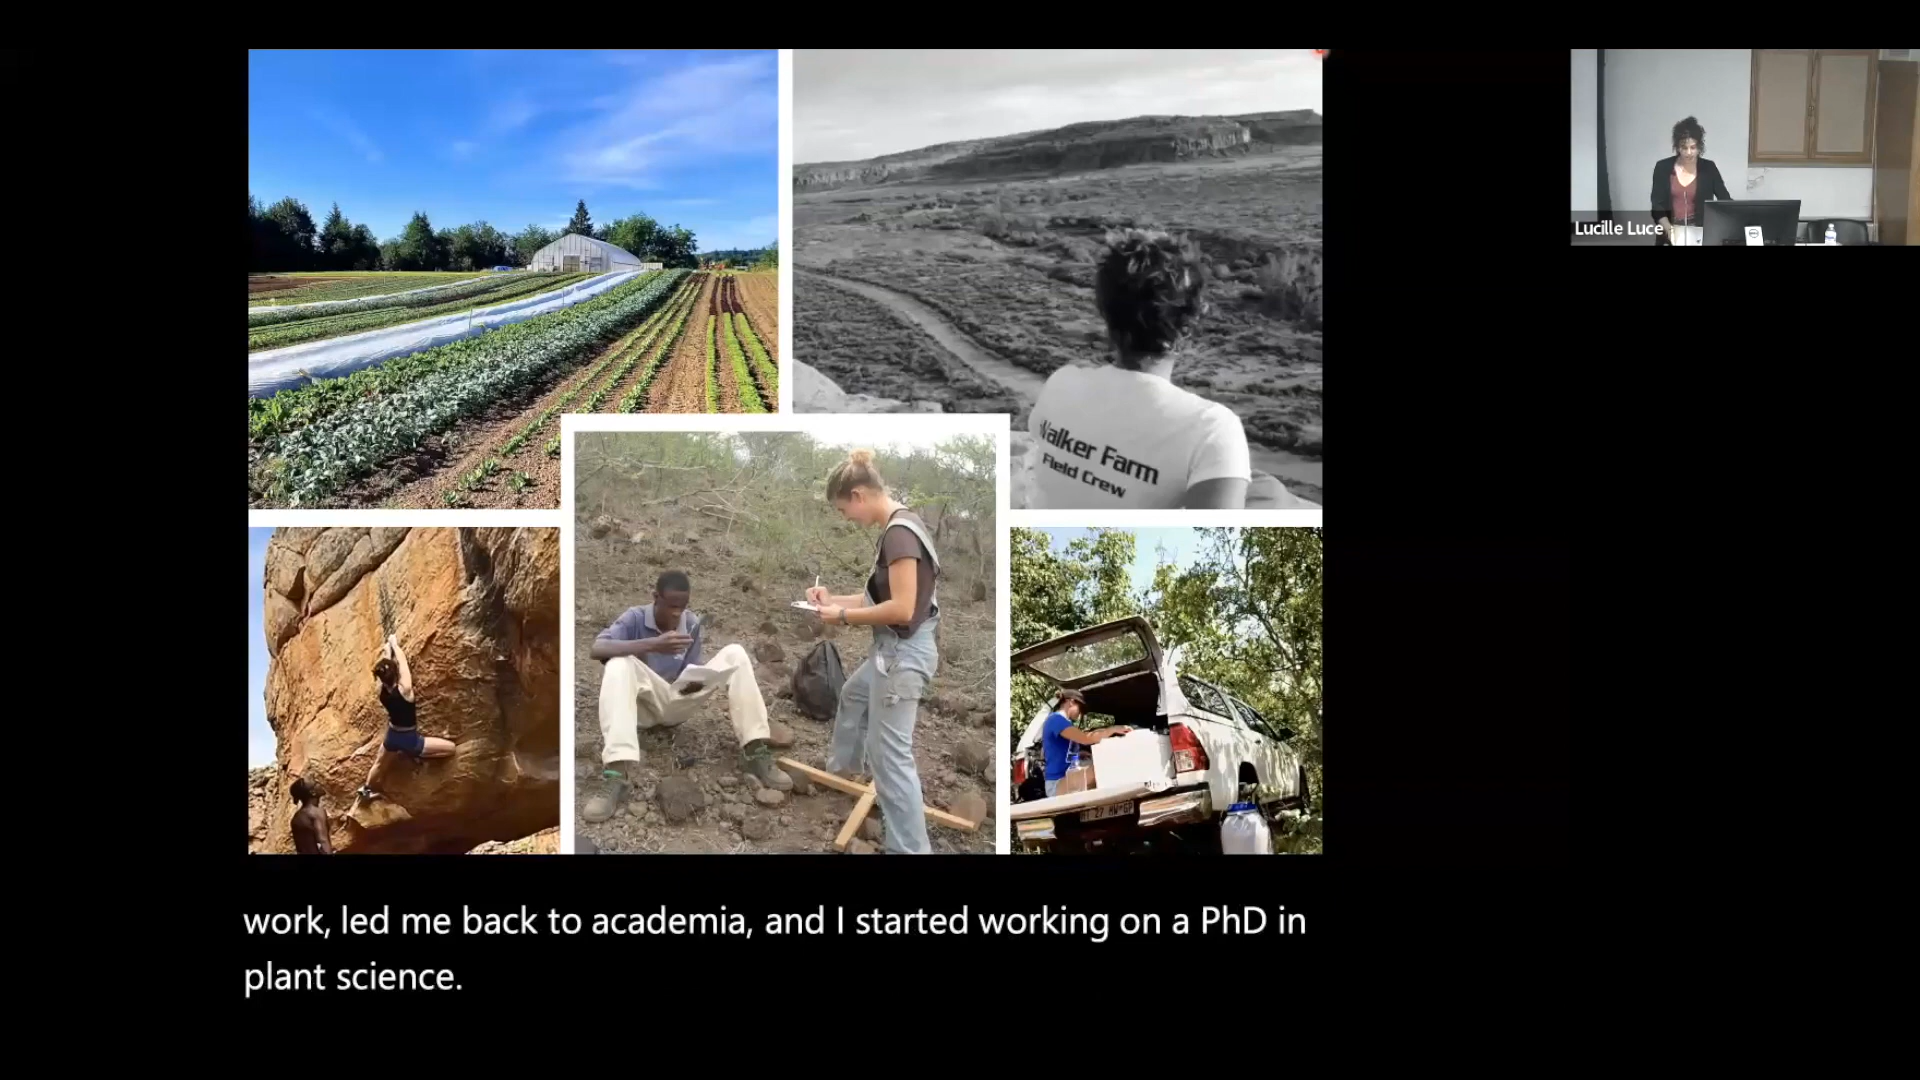 Lucille Luce
Walker Farm
Field Crew
work, led me back to academia, and I started working on a PhD in
plant science.